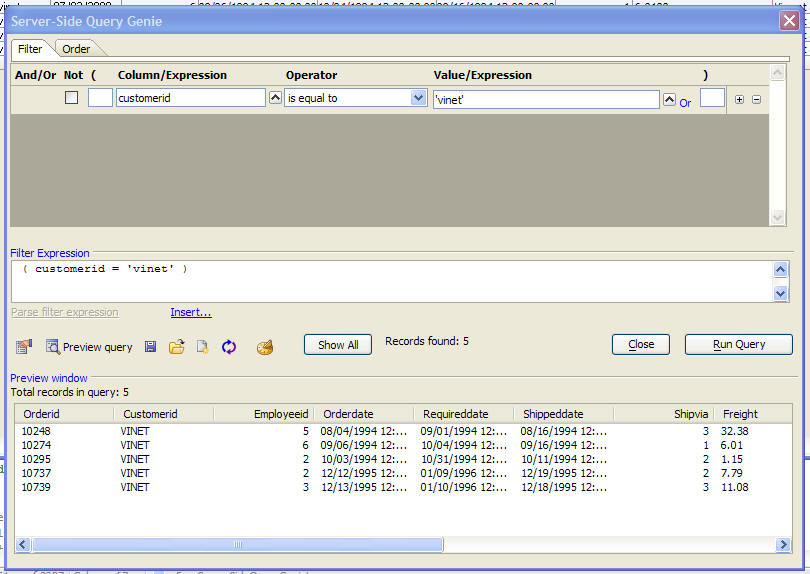 Server-Side Query Genie
Filter Order
And/Or Not ( Column/Expression Operator Value/Expression )
customerid is equal to 'vinet' Or
Filter Expression
( customerid = 'vinet' )
Parse filter expression Insert...
Preview query Show All Records found: 5 Close Run Query
Preview window
Total records in query: 5
Orderid Customerid Employeeid Orderdate Requireddate Shippeddate Shipvia Freight
10248 VINET 5 08/04/1994 12:... 09/01/1994 12:... 08/16/1994 12:... 3 32.38
10274 VINET 6 09/06/1994 12:... 10/04/1994 12:... 09/16/1994 12:... 1 6.01
10295 VINET 2 10/03/1994 12:... 10/31/1994 12:... 10/11/1994 12:... 2 1.15
10737 VINET 2 12/12/1995 12:... 01/09/1996 12:... 12/19/1995 12:... 2 7.79
10739 VINET 3 12/13/1995 12:... 01/10/1996 12:... 12/18/1995 12:... 3 11.08